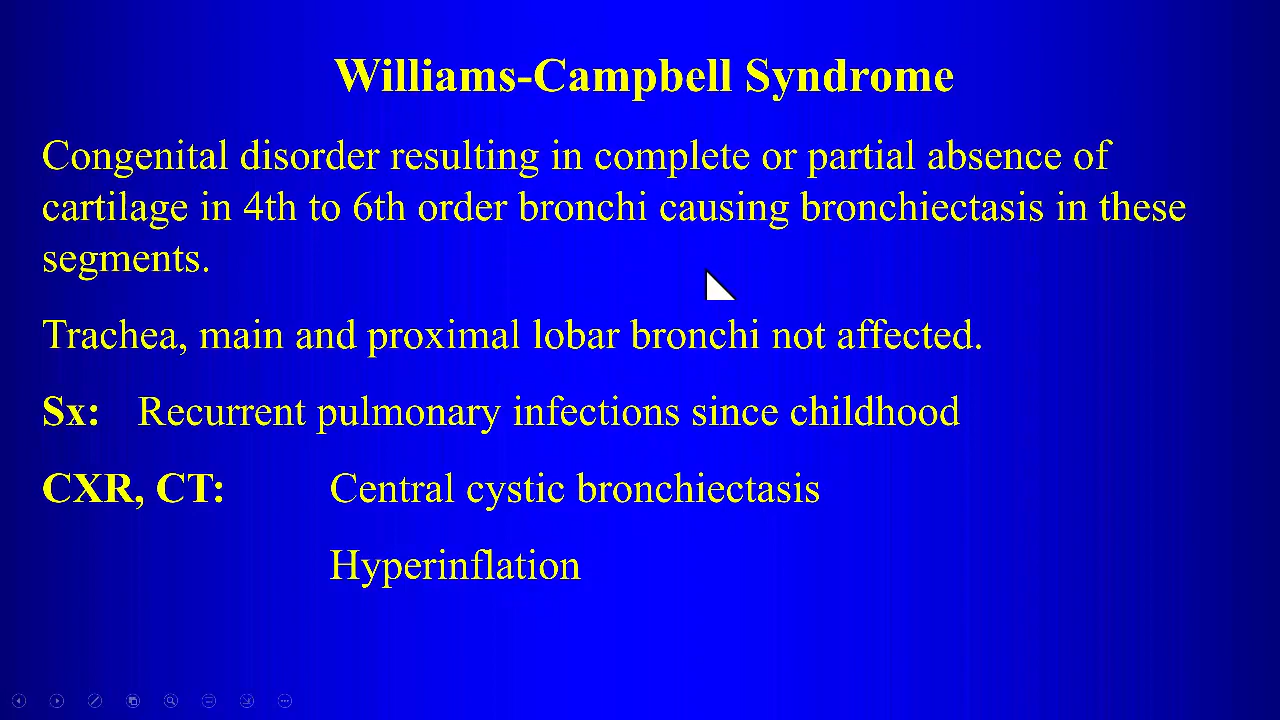 Williams-Campbell Syndrome
Congenital disorder resulting in complete or partial absence of
cartilage in 4th to 6th order bronchi causing bronchiectasis in these
segments.
Trachea, main and proximal lobar bronchi not affected.
Sx: Recurrent pulmonary infections since childhood
CXR, CT: Central cystic bronchiectasis
Hyperinflation